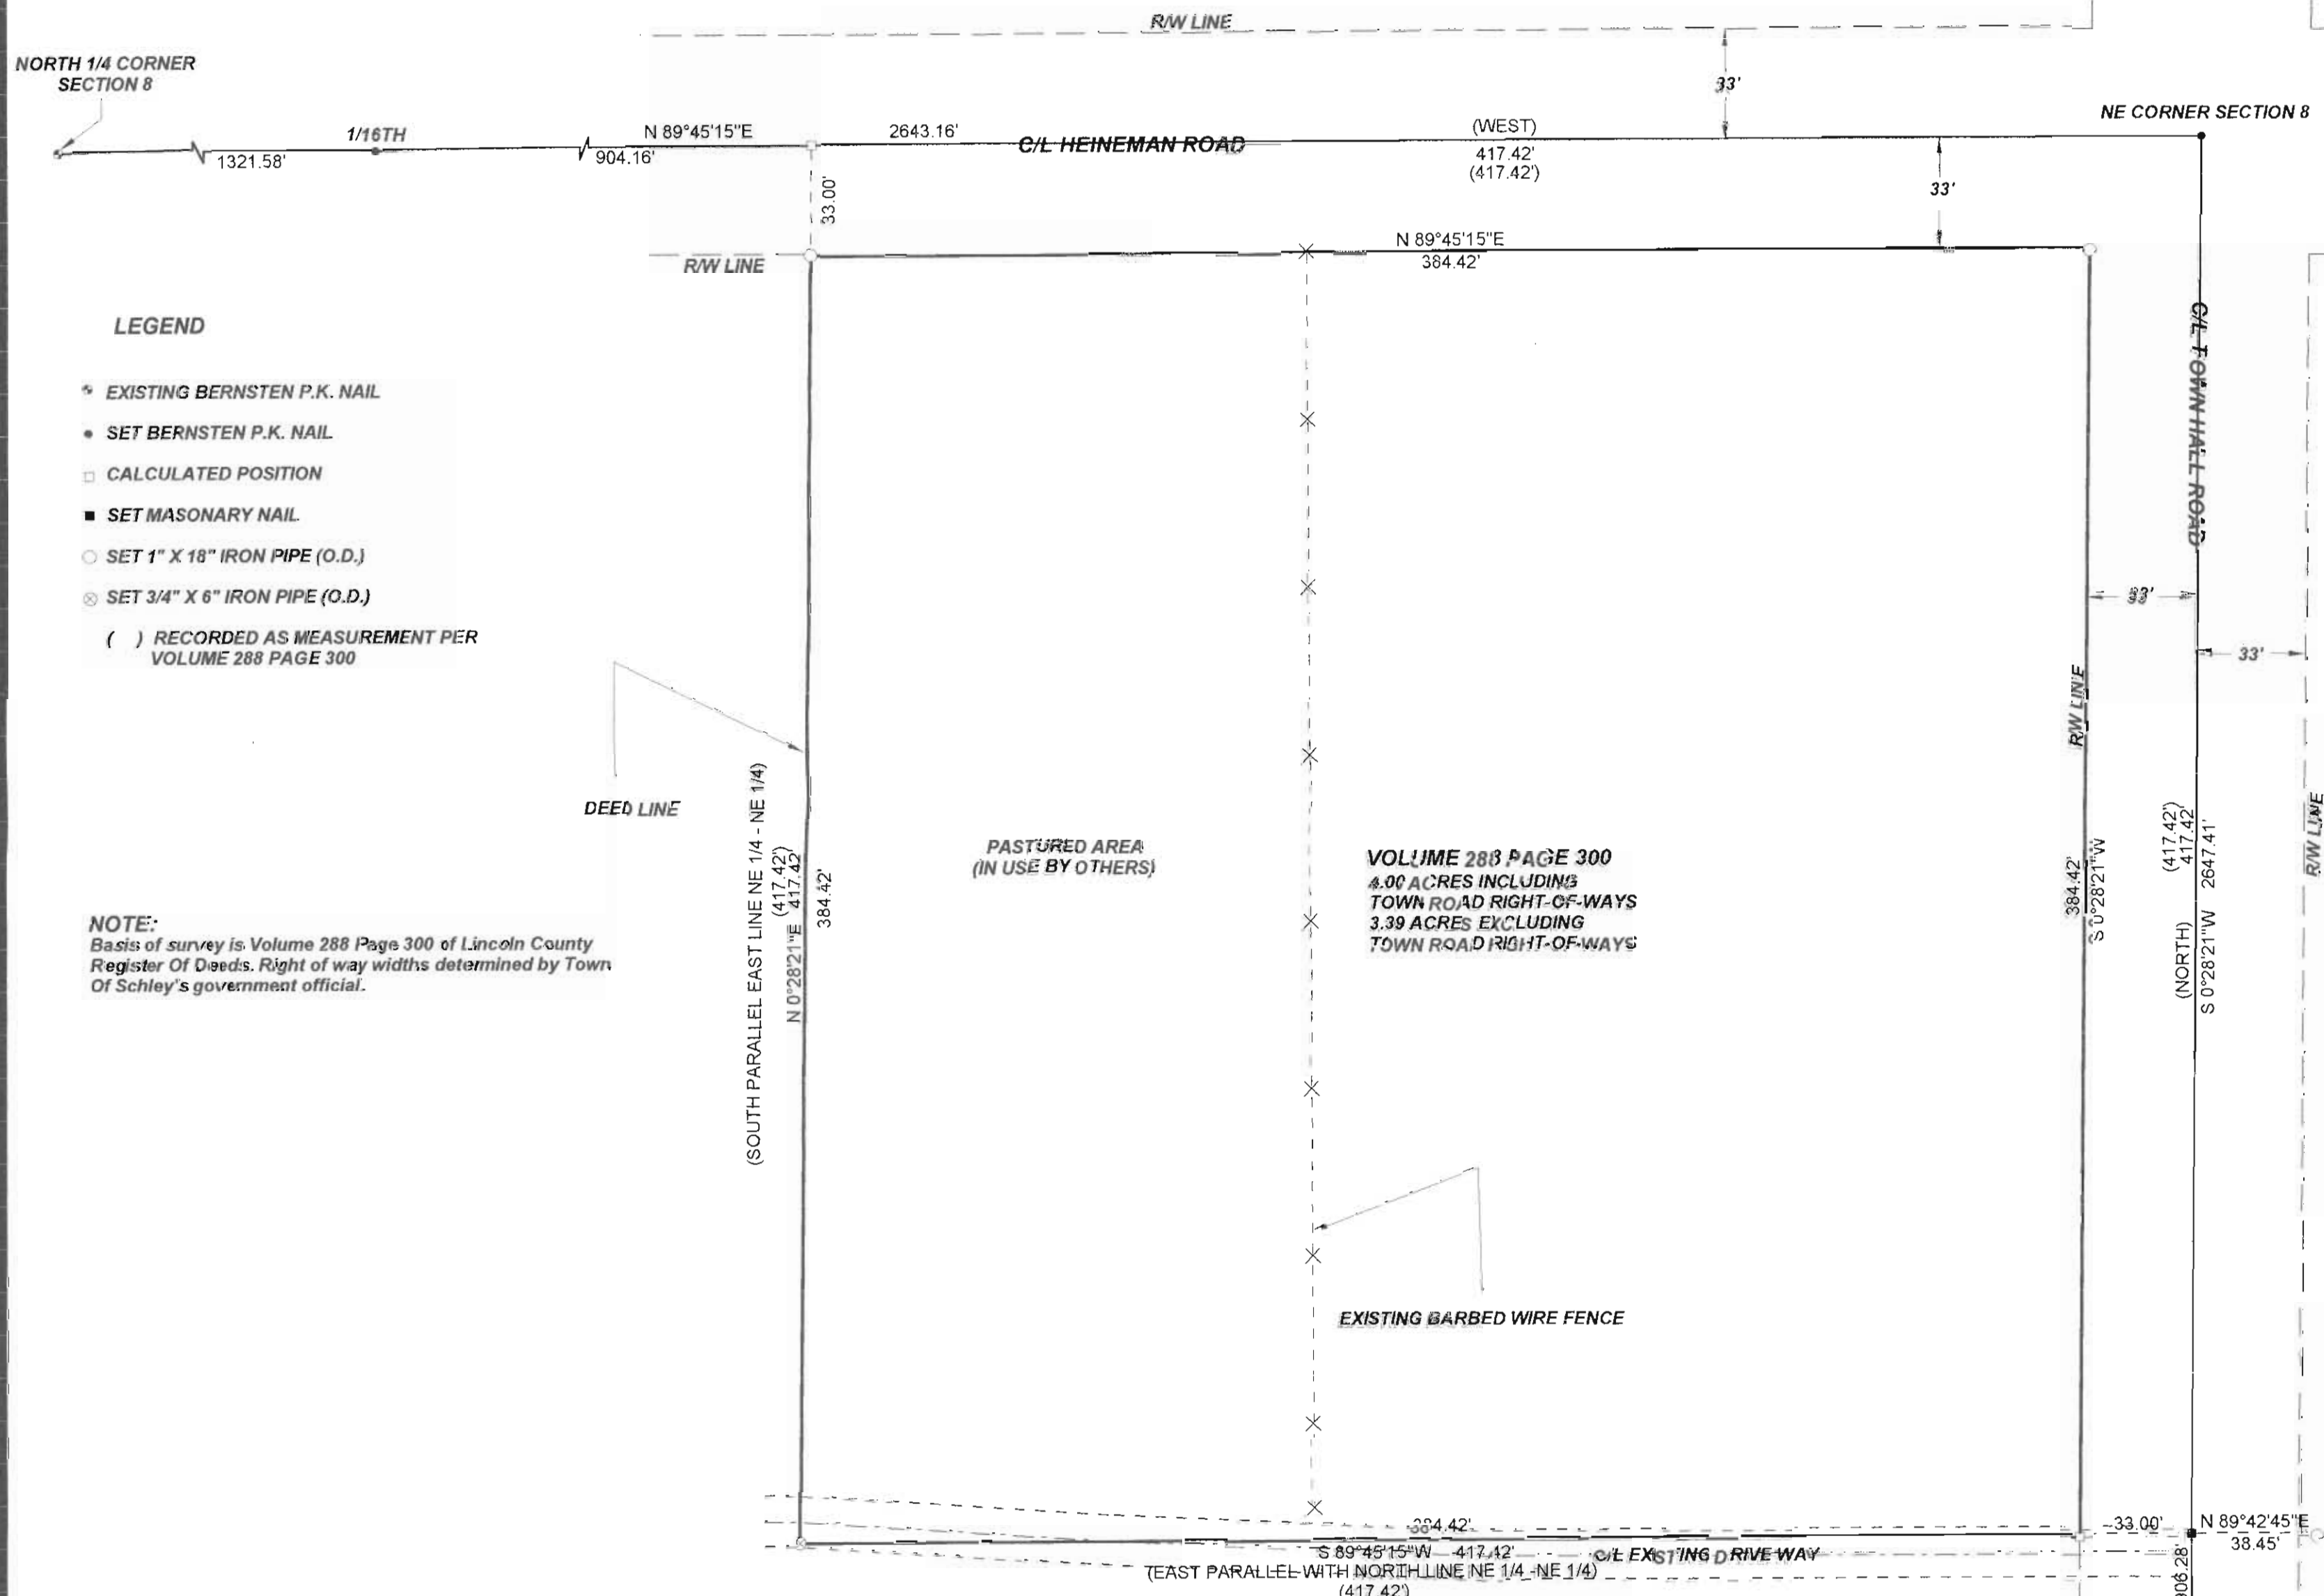 R/W LINE
NORTH 1/4 CORNER
SECTION 8
33'
NE CORNER SECTION 8
1/16TH
N 89°45'15"E
2643.16'
C/L HEINEMAN ROAD
(WEST)
1321.58'
904.16'
417.42'
(417.42')
33.00'
33'
R/W LINE
N 89°45'15"E
384.42'
C/L TOWN HALL ROAD
LEGEND
EXISTING BERNSTEN P.K. NAIL
SET BERNSTEN P.K. NAIL
CALCULATED POSITION
SET MASONARY NAIL
SET 1" X 18" IRON PIPE (O.D.)
SET 3/4" X 6" IRON PIPE (O.D.)
( ) RECORDED AS MEASUREMENT PER
VOLUME 288 PAGE 300
33'
33'
R/W LINE
DEED LINE
(SOUTH PARALLEL EAST LINE NE 1/4 - NE 1/4)
(417.42')
N 0°28'21"E 417.42'
384.42'
PASTURED AREA
(IN USE BY OTHERS)
VOLUME 288 PAGE 300
4.00 ACRES INCLUDING
TOWN ROAD RIGHT-OF-WAYS
3.39 ACRES EXCLUDING
TOWN ROAD RIGHT-OF-WAYS
384.42'
S 0°28'21"W
(NORTH) (417.42')
417.42'
S 0°28'21"W 2647.41'
R/W LINE
NOTE:
Basis of survey is Volume 288 Page 300 of Lincoln County
Register Of Deeds. Right of way widths determined by Town
Of Schley's government official.
EXISTING BARBED WIRE FENCE
384.42'
33.00'
N 89°42'45"E
38.45'
S 89°45'15"W 417.42'
C/L EXISTING DRIVEWAY
(EAST PARALLEL WITH NORTH LINE NE 1/4 -NE 1/4)
(417.42')